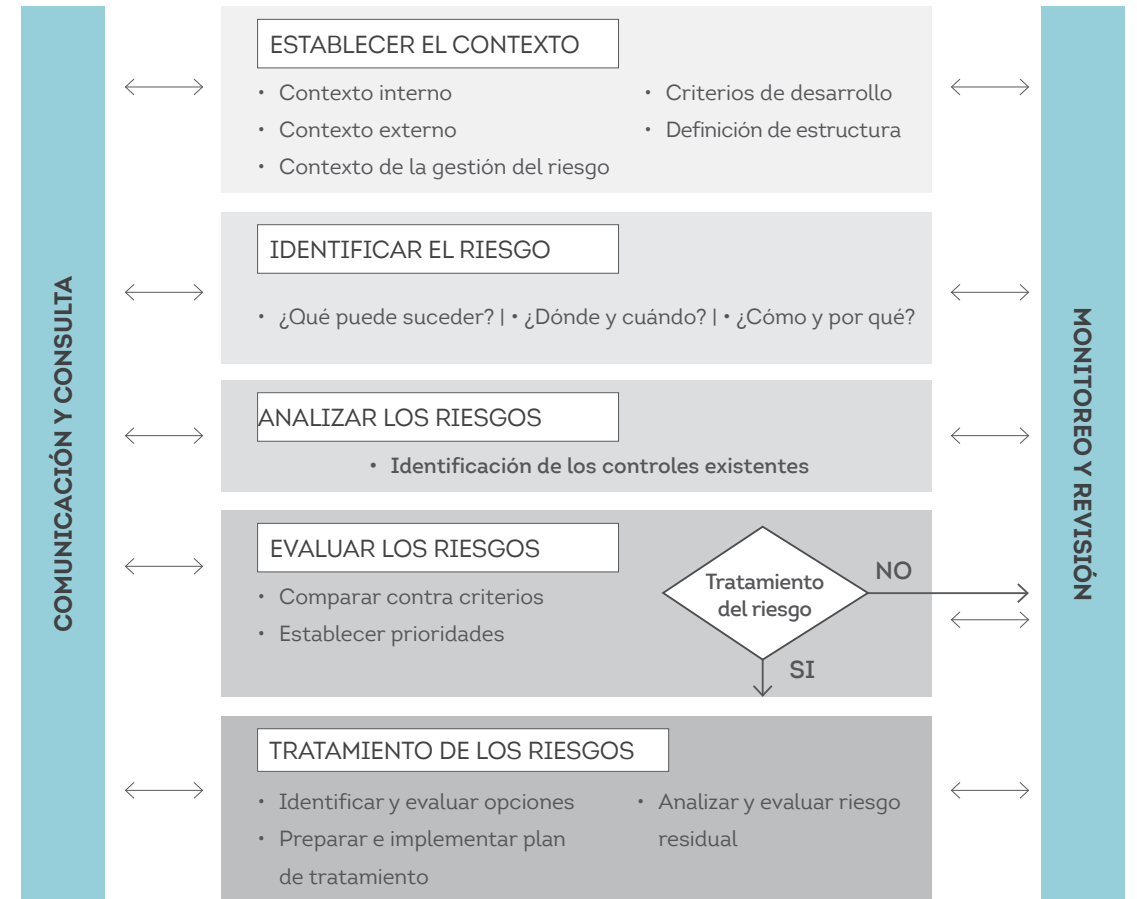 COMUNICACIÓN Y CONSULTA
ESTABLECER EL CONTEXTO
• Contexto interno
• Contexto externo
• Contexto de la gestión del riesgo
• Criterios de desarrollo
• Definición de estructura
IDENTIFICAR EL RIESGO
• ¿Qué puede suceder? | • ¿Dónde y cuándo? | • ¿Cómo y por qué?
ANALIZAR LOS RIESGOS
• Identificación de los controles existentes
EVALUAR LOS RIESGOS
• Comparar contra criterios
• Establecer prioridades
Tratamiento
del riesgo
NO
SI
TRATAMIENTO DE LOS RIESGOS
• Identificar y evaluar opciones
• Preparar e implementar plan
de tratamiento
• Analizar y evaluar riesgo
residual
MONITOREO Y REVISIÓN